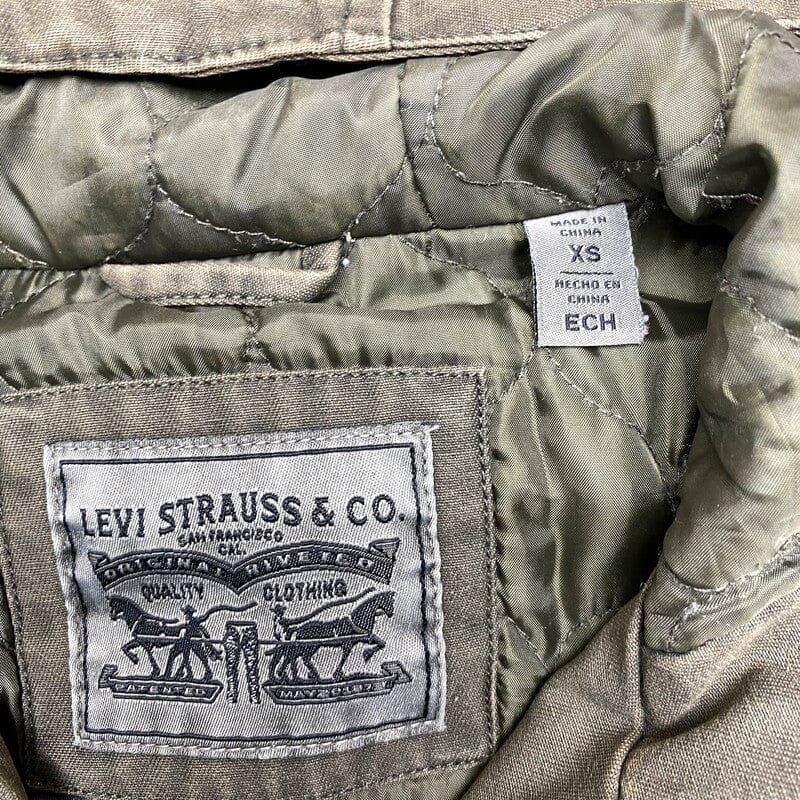 MADE IN
CHINA
XS
HECHO EN
CHINA
ECH
LEVI STRAUSS & CO.
SAN FRANCISCO
CAL.
ORIGINAL RIVETED
QUALITY CLOTHING
PATENTED MAY 20 1873